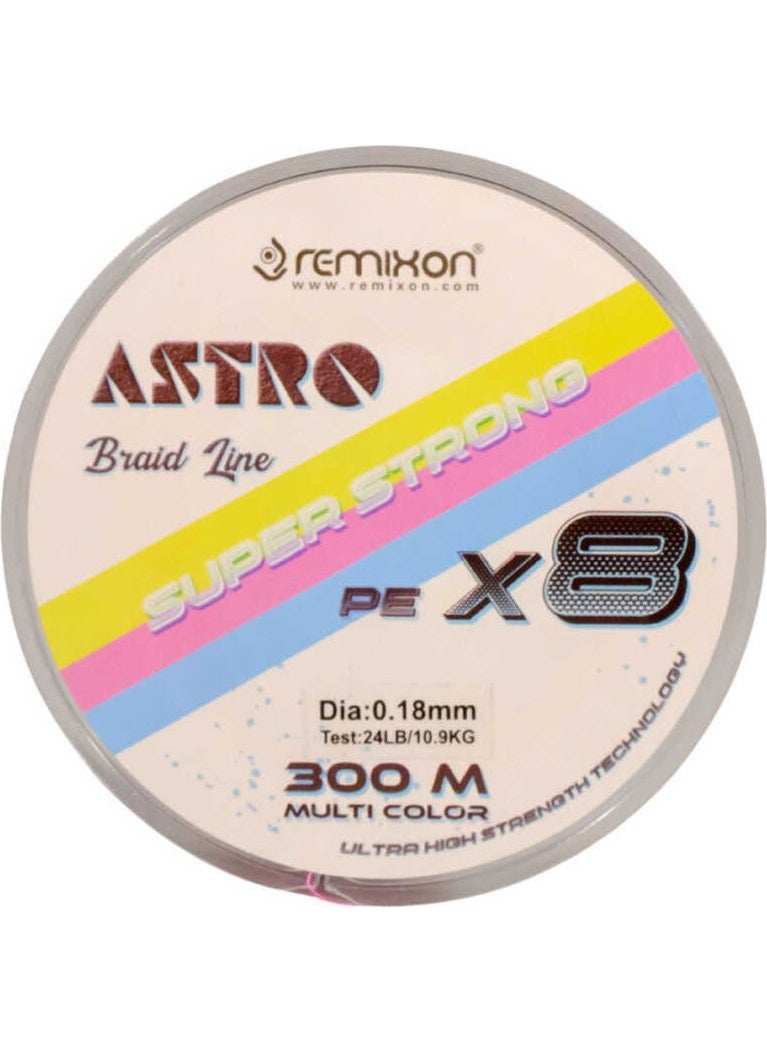 remixon®
www.remixon.com
ASTRO
Braid Line
SUPER STRONG
PE X8
Dia:0.18mm
Test:24LB/10.9KG
300 M
MULTI COLOR
ULTRA HIGH STRENGTH TECHNOLOGY